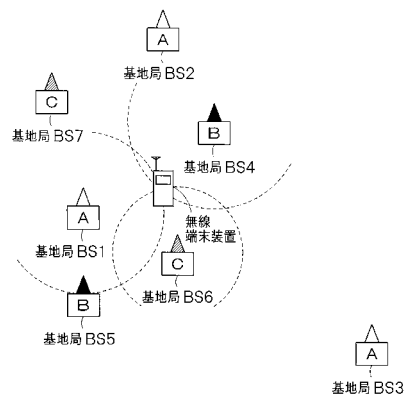 A
基地局 BS2
C
基地局 BS7
B
基地局 BS4
無線
端末装置
A
基地局 BS1
C
基地局 BS6
B
基地局 BS5
A
基地局 BS3